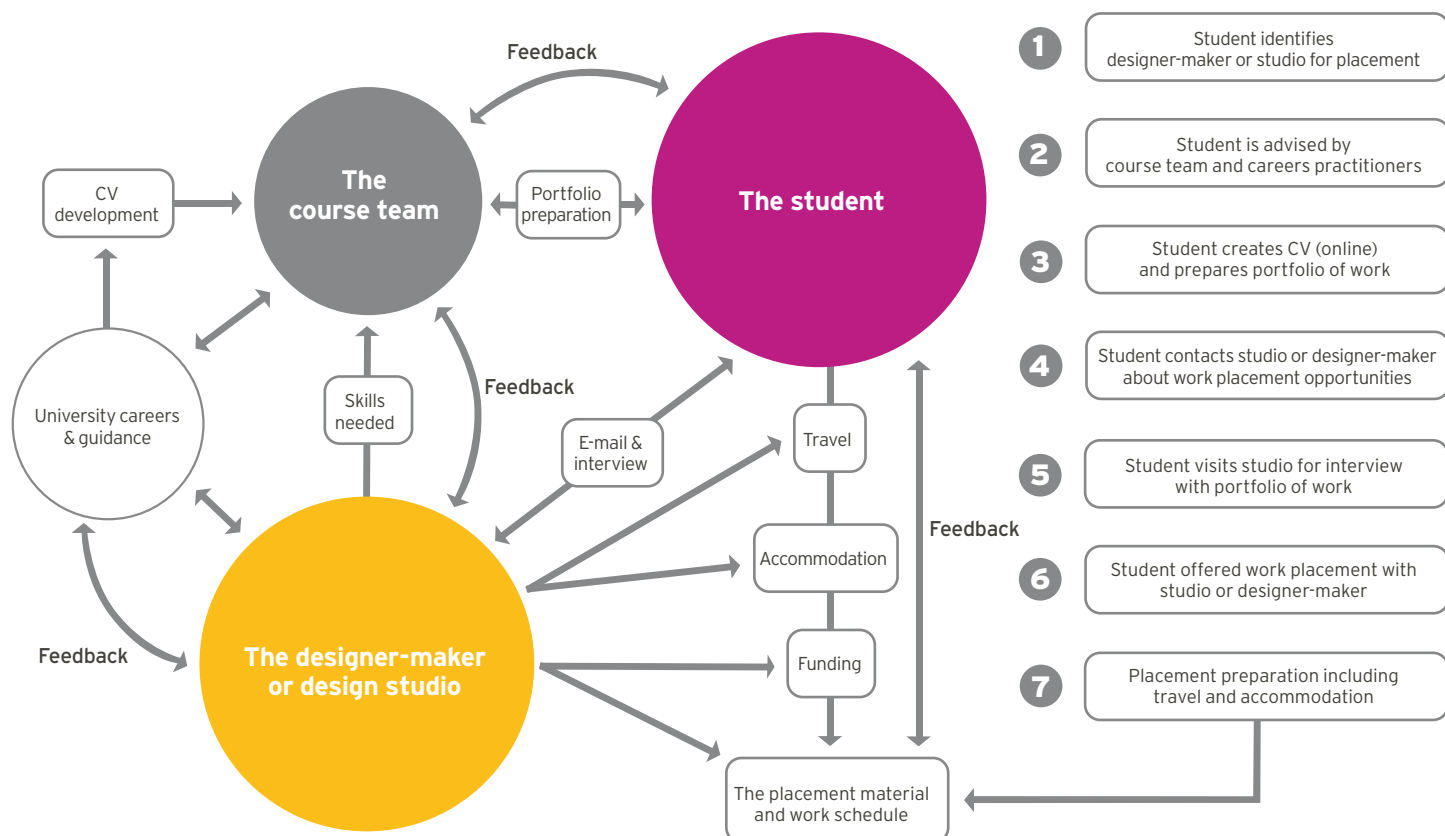 Feedback
The
course team
The student
CV
development
Portfolio
preparation
University careers
& guidance
Skills
needed
Feedback
E-mail &
interview
Travel
Accommodation
Feedback
Funding
Feedback
The designer-maker
or design studio
The placement material
and work schedule
1
Student identifies
designer-maker or studio for placement
2
Student is advised by
course team and careers practitioners
3
Student creates CV (online)
and prepares portfolio of work
4
Student contacts studio or designer-maker
about work placement opportunities
5
Student visits studio for interview
with portfolio of work
6
Student offered work placement with
studio or designer-maker
7
Placement preparation including
travel and accommodation